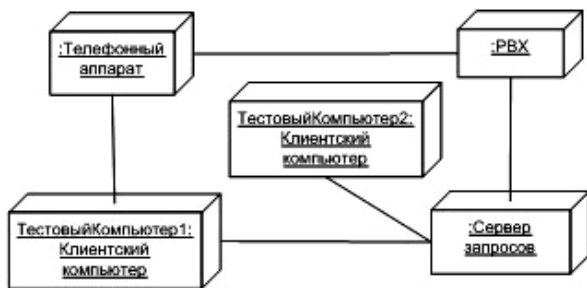 :Телефонный
аппарат
:PBX
ТестовыйКомпьютер2:
Клиентский
компьютер
ТестовыйКомпьютер1:
Клиентский
компьютер
:Сервер
запросов